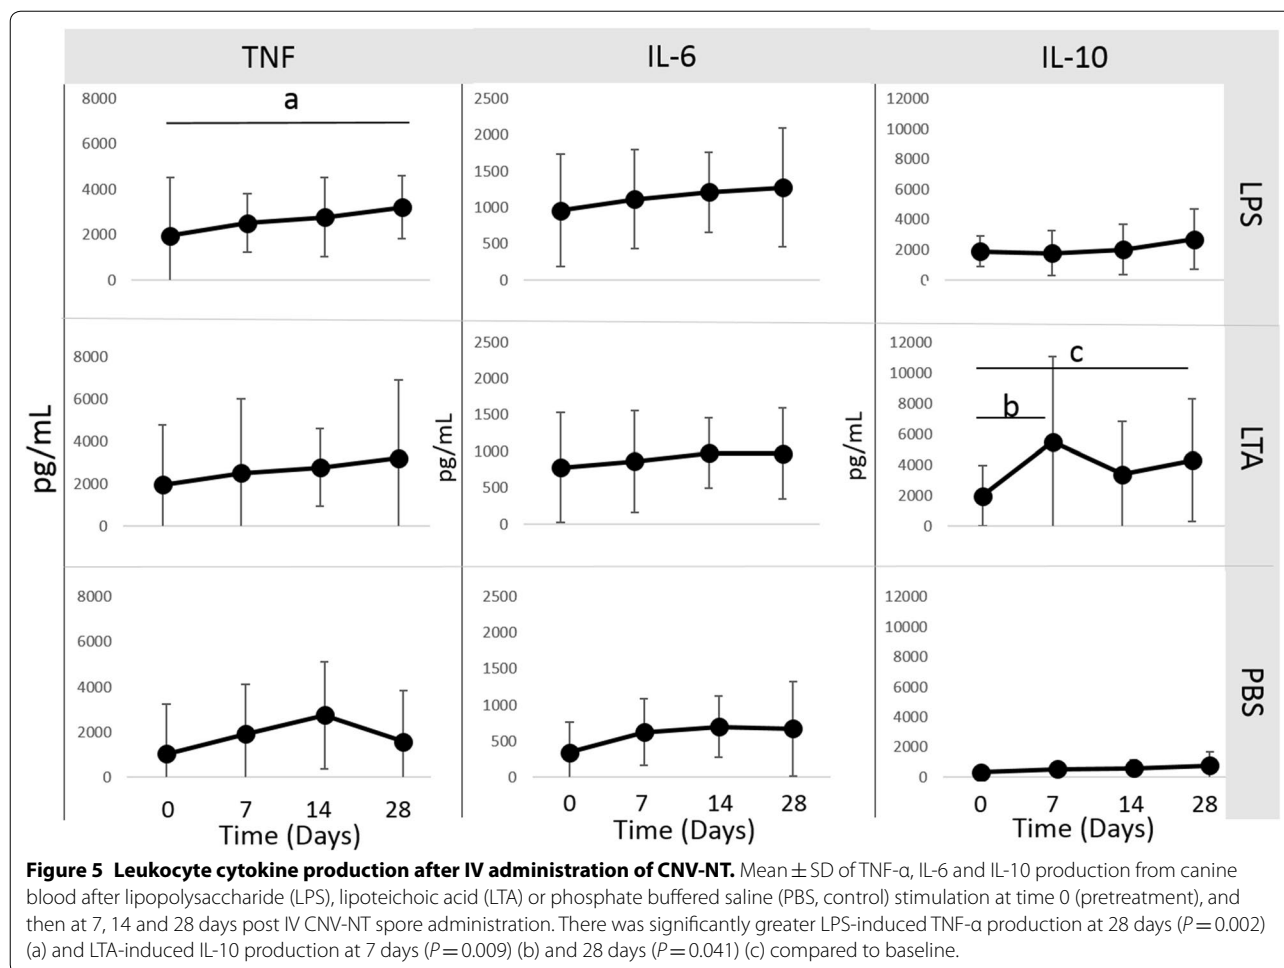 TNF IL-6 IL-10
8000 2500 12000
a
10000
2000
6000
8000
1500
4000 6000
1000
4000
2000
500 2000
0 0 0
LPS
8000 2500 12000
c
2000 10000
6000 8000
1500
b
4000 6000
1000
4000
2000 500
2000
0 0 0
pg/mL pg/mL pg/mL
LTA
8000 2500 12000
10000
6000 2000
8000
1500
4000 6000
1000
4000
2000
500 2000
0 0 0
PBS
0 7 14 28 0 7 14 28 0 7 14 28
Time (Days) Time (Days) Time (Days)
Figure 5 Leukocyte cytokine production after IV administration of CNV-NT. Mean ± SD of TNF-α, IL-6 and IL-10 production from canine
blood after lipopolysaccharide (LPS), lipoteichoic acid (LTA) or phosphate buffered saline (PBS, control) stimulation at time 0 (pretreatment), and
then at 7, 14 and 28 days post IV CNV-NT spore administration. There was significantly greater LPS-induced TNF-α production at 28 days (P = 0.002)
(a) and LTA-induced IL-10 production at 7 days (P = 0.009) (b) and 28 days (P = 0.041) (c) compared to baseline.